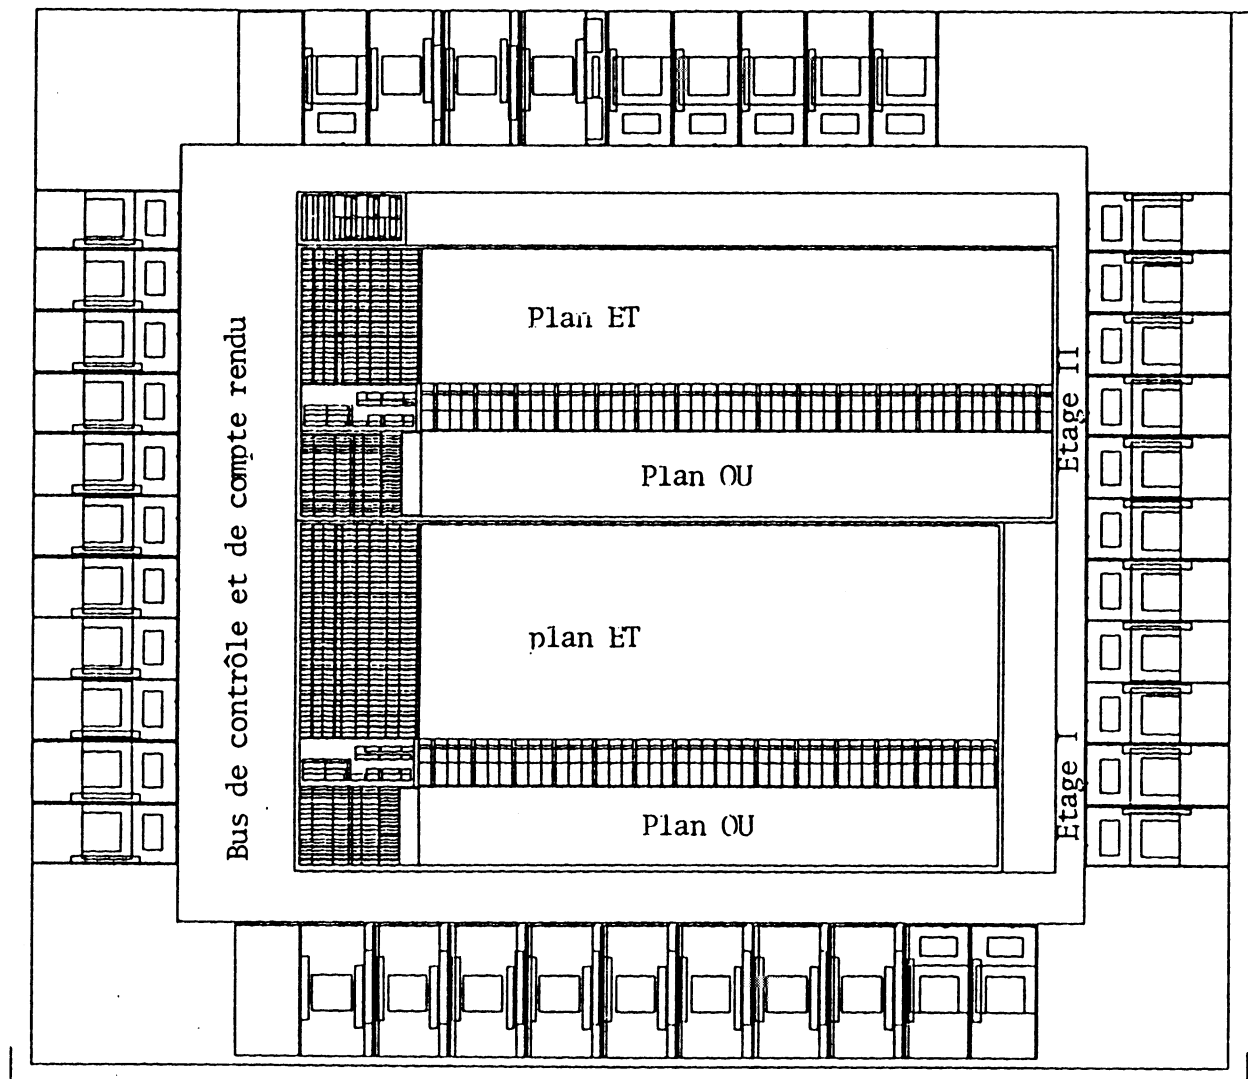 Plan ET
Plan OU
Etage II
plan ET
Plan OU
Etage I
Bus de contrôle et de compte rendu